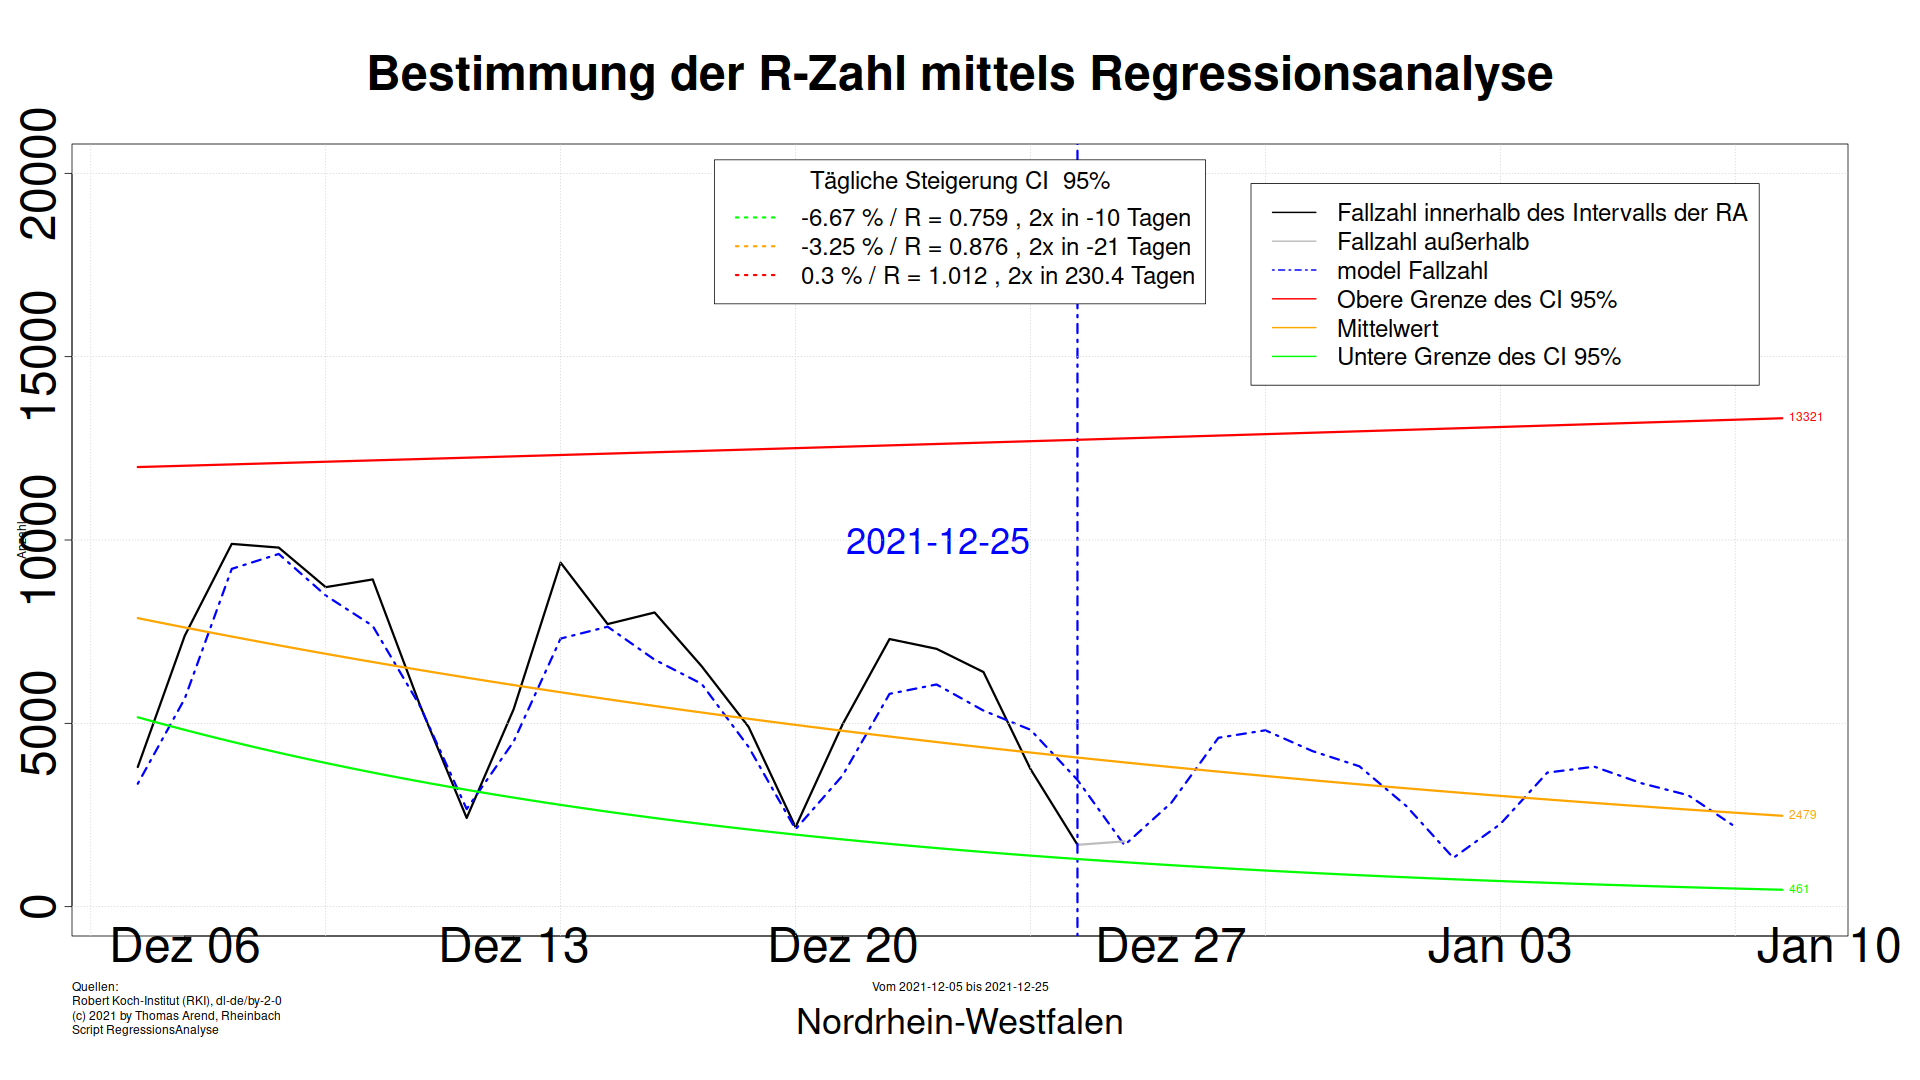 Bestimmung der R-Zahl mittels Regressionsanalyse
20000
15000
10000
5000
0
Anzahl
Tägliche Steigerung CI 95%
-6.67 % / R = 0.759 , 2x in -10 Tagen
-3.25 % / R = 0.876 , 2x in -21 Tagen
0.3 % / R = 1.012 , 2x in 230.4 Tagen
Fallzahl innerhalb des Intervalls der RA
Fallzahl außerhalb
model Fallzahl
Obere Grenze des CI 95%
Mittelwert
Untere Grenze des CI 95%
13321
2021-12-25
2479
461
Dez 06
Dez 13
Dez 20
Dez 27
Jan 03
Jan 10
Quellen:
Robert Koch-Institut (RKI), dl-de/by-2-0
(c) 2021 by Thomas Arend, Rheinbach
Script RegressionsAnalyse
Vom 2021-12-05 bis 2021-12-25
Nordrhein-Westfalen